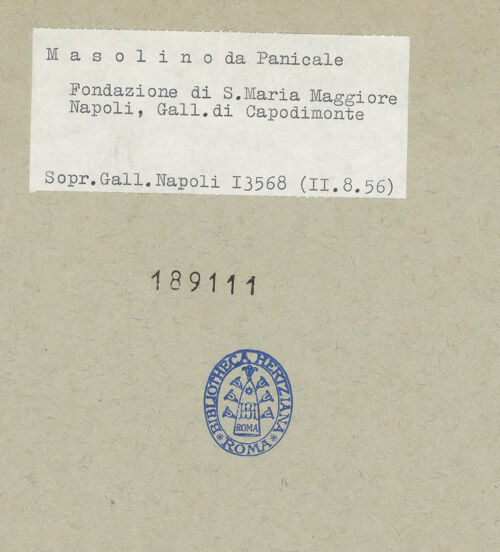 M a s o l i n o da Panicale
Fondazione di S.Maria Maggiore
Napoli, Gall.di Capodimonte
Sopr.Gall.Napoli I3568 (II.8.56)
189111
BIBLIOTHECA HERTZIANA
BH
ROMA
* ROMA *